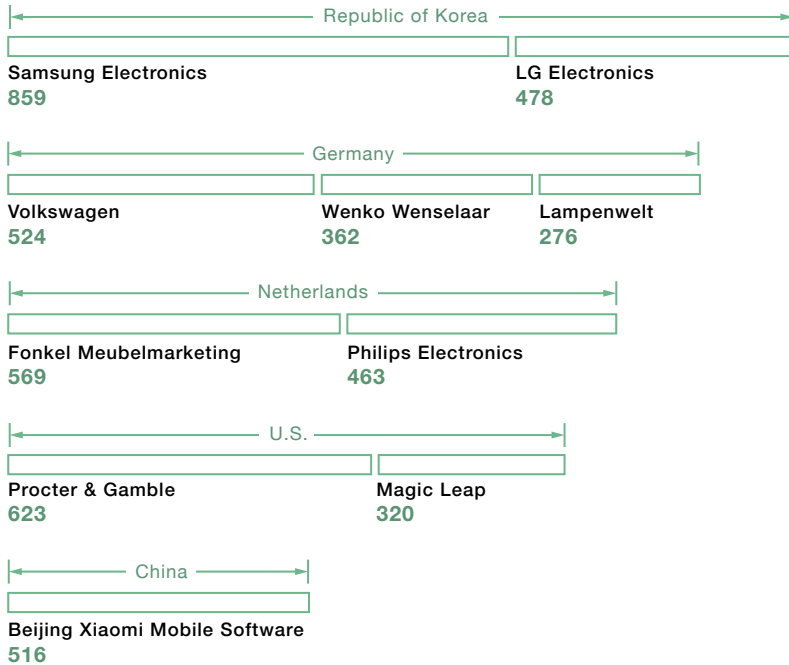 Republic of Korea
Samsung Electronics LG Electronics
859 478
Germany
Volkswagen Wenko Wenselaar Lampenwelt
524 362 276
Netherlands
Fonkel Meubelmarketing Philips Electronics
569 463
U.S.
Procter & Gamble Magic Leap
623 320
China
Beijing Xiaomi Mobile Software
516